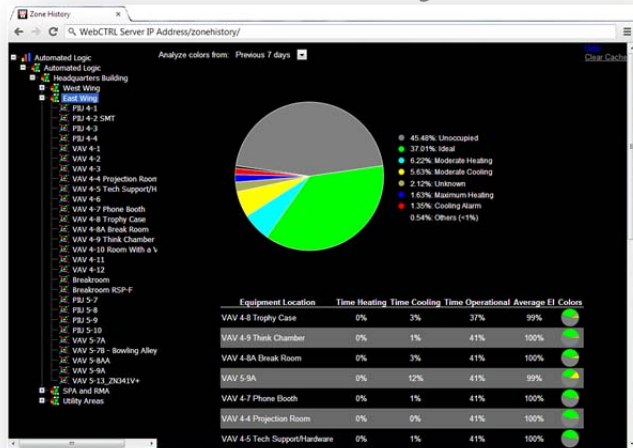 Zone History
WebCTRL Server IP Address/zonehistory/
Automated Logic
Automated Logic
Headquarters Building
West Wing
East Wing
PIU 4-1
PIU 4-2 SMT
PIU 4-3
PIU 4-4
VAV 4-1
VAV 4-2
VAV 4-3
VAV 4-4 Projection Room
VAV 4-5 Tech Support/H
VAV 4-6
VAV 4-7 Phone Booth
VAV 4-8 Trophy Case
VAV 4-8A Break Room
VAV 4-9 Think Chamber
VAV 4-10 Room With a V
VAV 4-11
VAV 4-12
Breakroom
Breakroom RSP-F
PIU 5-7
PIU 5-8
PIU 5-9
PIU 5-10
VAV 5-7A
VAV 5-7B - Bowling Alley
VAV 5-8AA
VAV 5-9A
VAV 5-13_ZN341V+
SPA and RMA
Utility Areas
Analyze colors from: Previous 7 days
Clear Cache
45.48%: Unoccupied
37.01%: Ideal
6.22%: Moderate Heating
5.63%: Moderate Cooling
2.12%: Unknown
1.63%: Maximum Heating
1.35%: Cooling Alarm
0.54%: Others (<1%)
Equipment Location Time Heating Time Cooling Time Operational Average EI Colors
VAV 4-8 Trophy Case 0% 3% 37% 99%
VAV 4-9 Think Chamber 0% 1% 41% 100%
VAV 4-8A Break Room 0% 3% 41% 100%
VAV 5-9A 0% 12% 41% 99%
VAV 4-7 Phone Booth 0% 1% 41% 100%
VAV 4-4 Projection Room 0% 0% 41% 100%
VAV 4-5 Tech Support/Hardware 0% 1% 41% 100%